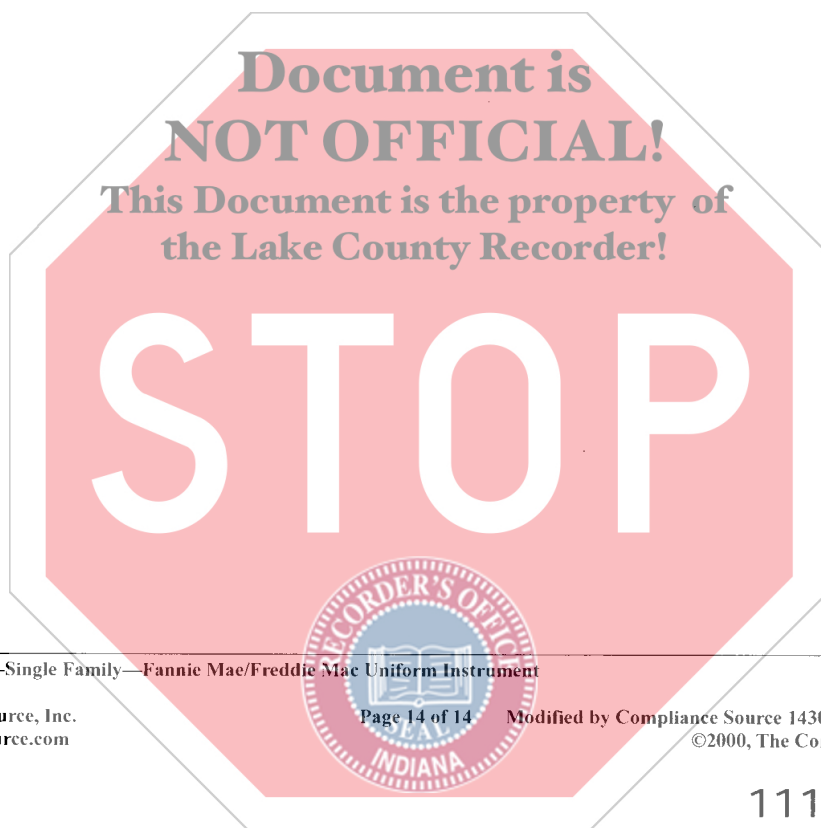 Document is
NOT OFFICIAL!
This Document is the property of
the Lake County Recorder!
STOP
RECORDER'S OFFICE
SEAL
INDIANA
-Single Family—Fannie Mae/Freddie Mac Uniform Instrument
urce, Inc. Page 14 of 14 Modified by Compliance Source 1430
rce.com ©2000, The Co
111